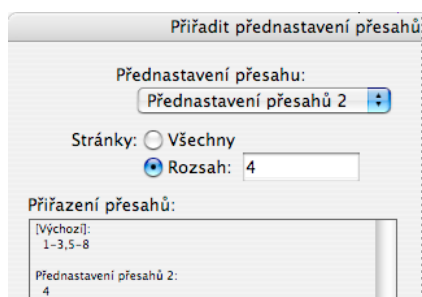 Přiřadit přednastavení přesahů
Přednastavení přesahu:
Přednastavení přesahů 2
Stránky: Všechny
Rozsah: 4
Přiřazení přesahů:
[Výchozí]:
1-3,5-8
Přednastavení přesahů 2:
4